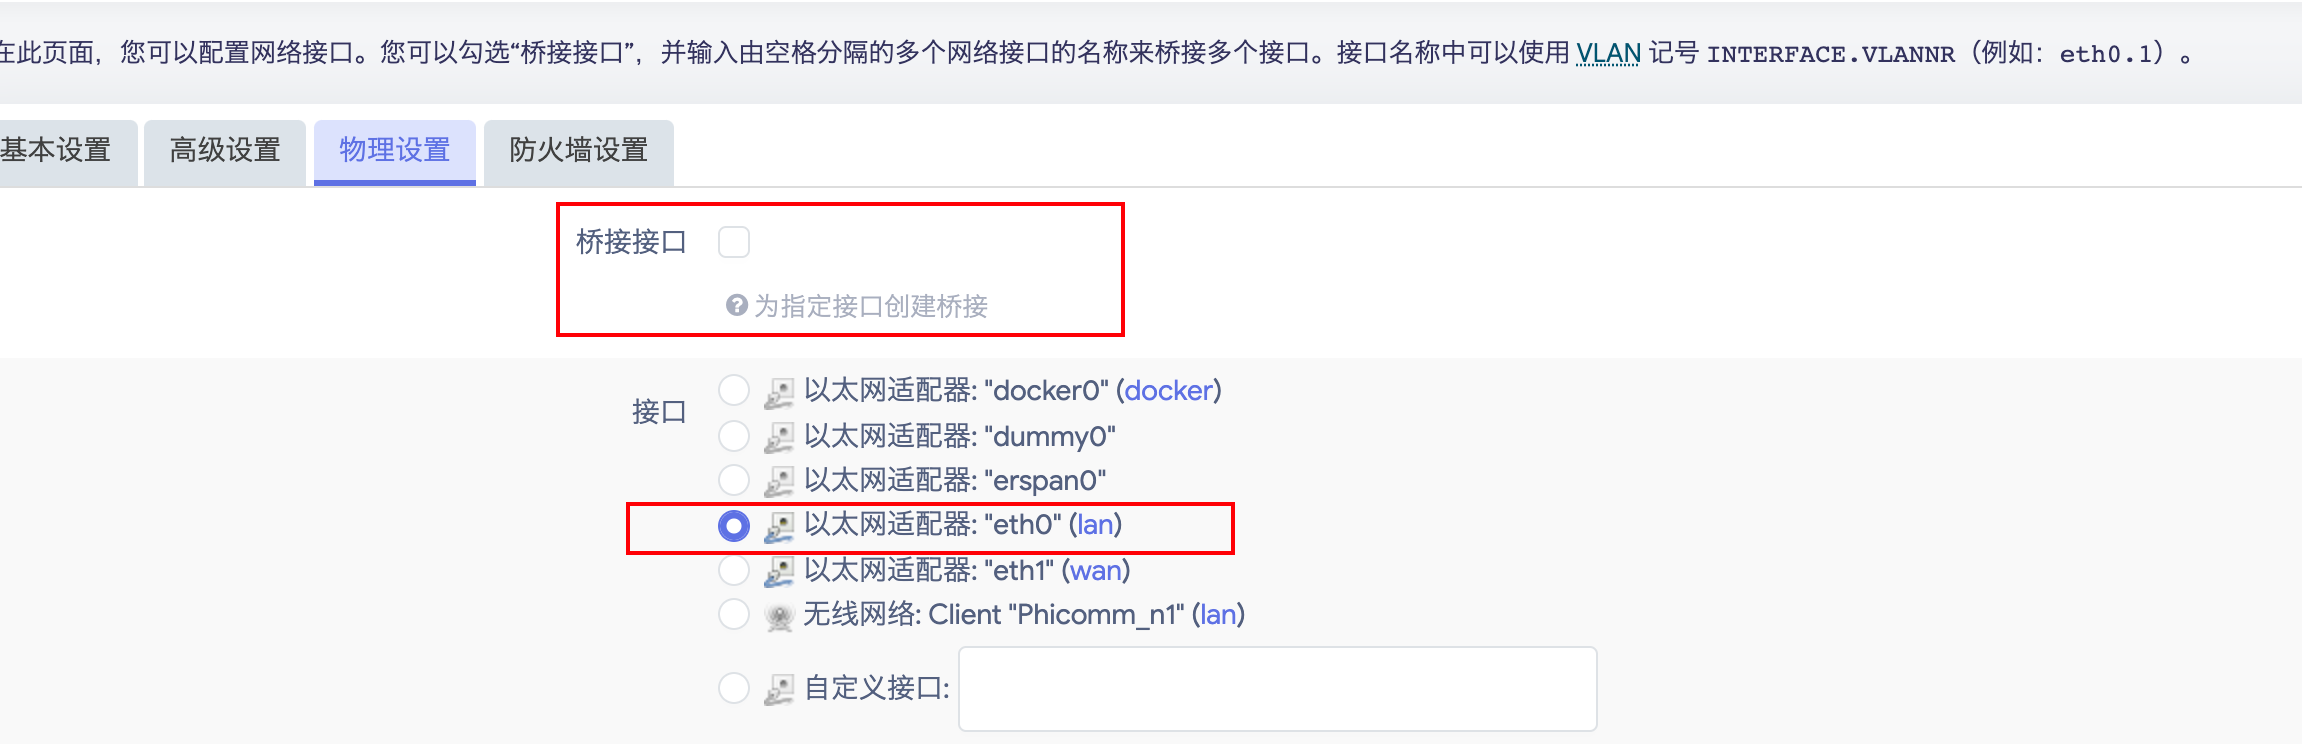 在此页面，您可以配置网络接口。您可以勾选“桥接接口”，并输入由空格分隔的多个网络接口的名称来桥接多个接口。接口名称中可以使用 VLAN 记号 INTERFACE.VLANNR（例如：eth0.1）。
基本设置 高级设置 物理设置 防火墙设置
桥接接口
为指定接口创建桥接
接口
以太网适配器: "docker0" (docker)
以太网适配器: "dummy0"
以太网适配器: "erspan0"
以太网适配器: "eth0" (lan)
以太网适配器: "eth1" (wan)
无线网络: Client "Phicomm_n1" (lan)
自定义接口: